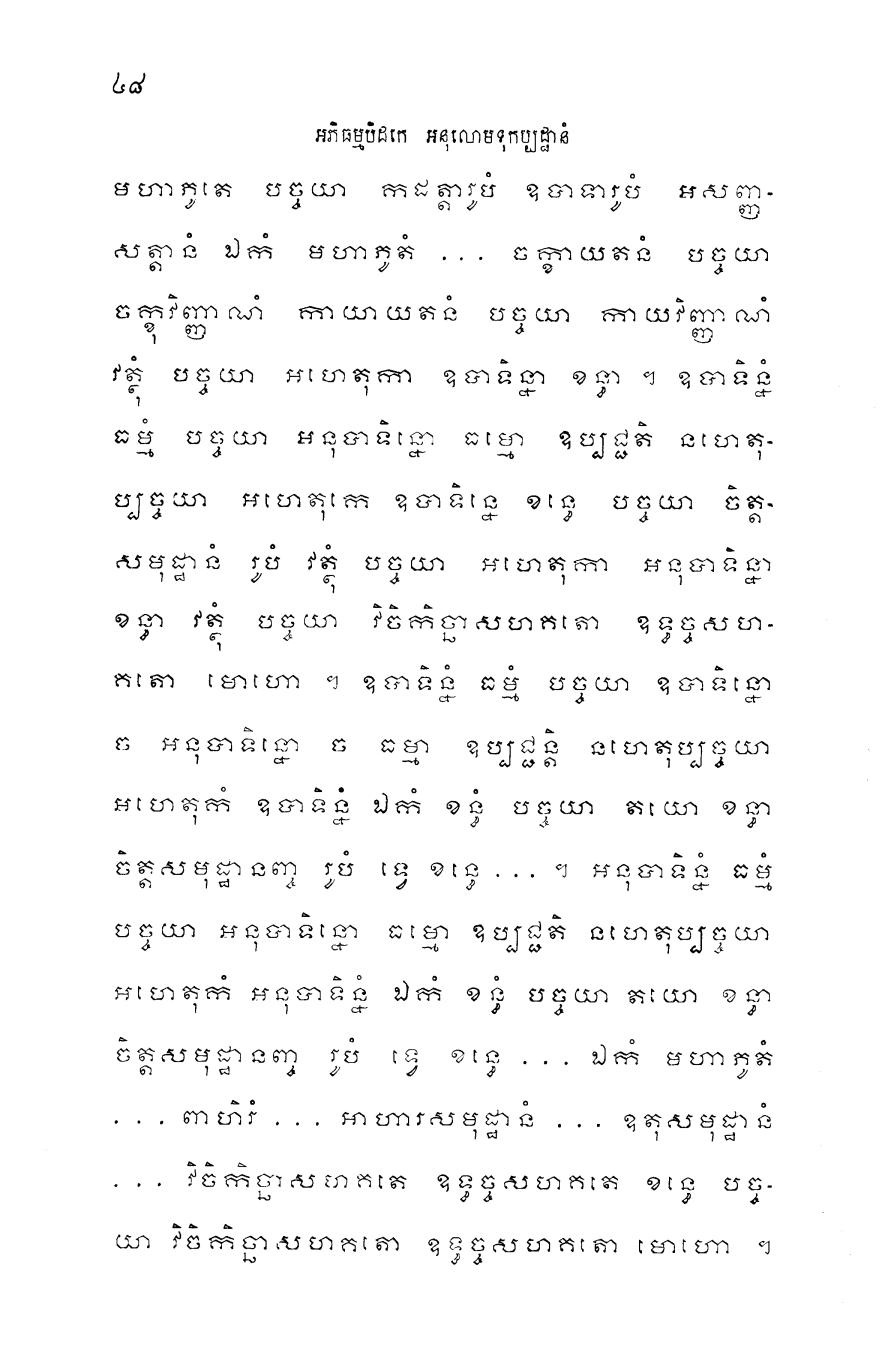 ៤៨
អភិធម្មបិដកេ អនុលោមទុកប្បដ្ឋានំ
មហាភូតេ បច្ចយា កដត្តារូបំ ឧបាទារូបំ អសញ្ញ-
សត្តានំ ឯកំ មហាភូតំ ... ចក្ខាយតនំ បច្ចយា
ចក្ខុវិញ្ញាណំ កាយាយតនំ បច្ចយា កាយវិញ្ញាណំ
វត្ថុំ បច្ចយា អហេតុកា ឧបាទិន្នា ខន្ធា ។ ឧបាទិន្នំ
ធម្មំ បច្ចយា អនុបាទិន្នោ ធម្មោ ឧប្បជ្ជតិ នហេតុ-
ប្បច្ចយា អហេតុកេ ឧបាទិន្នេ ខន្ធេ បច្ចយា ចិត្ត-
សមុដ្ឋានំ រូបំ វត្ថុំ បច្ចយា អហេតុកា អនុបាទិន្នា
ខន្ធា វត្ថុំ បច្ចយា វិចិកិច្ឆាសហគតោ ឧទ្ធច្ចសហ-
គតោ មោហោ ។ ឧបាទិន្នំ ធម្មំ បច្ចយា ឧបាទិន្នោ
ច អនុបាទិន្នោ ច ធម្មា ឧប្បជ្ជន្តិ នហេតុប្បច្ចយា
អហេតុកំ ឧបាទិន្នំ ឯកំ ខន្ធំ បច្ចយា តយោ ខន្ធា
ចិត្តសមុដ្ឋានញ្ច រូបំ ទ្វេ ខន្ធេ ... ។ អនុបាទិន្នំ ធម្មំ
បច្ចយា អនុបាទិន្នោ ធម្មោ ឧប្បជ្ជតិ នហេតុប្បច្ចយា
អហេតុកំ អនុបាទិន្នំ ឯកំ ខន្ធំ បច្ចយា តយោ ខន្ធា
ចិត្តសមុដ្ឋានញ្ច រូបំ ទ្វេ ខន្ធេ ... ឯកំ មហាភូតំ
... ពាហិរំ ... អាហារសមុដ្ឋានំ ... ឧតុសមុដ្ឋានំ
... វិចិកិច្ឆាសហគតេ ឧទ្ធច្ចសហគតេ ខន្ធេ បច្ច-
យា វិចិកិច្ឆាសហគតោ ឧទ្ធច្ចសហគតោ មោហោ ។